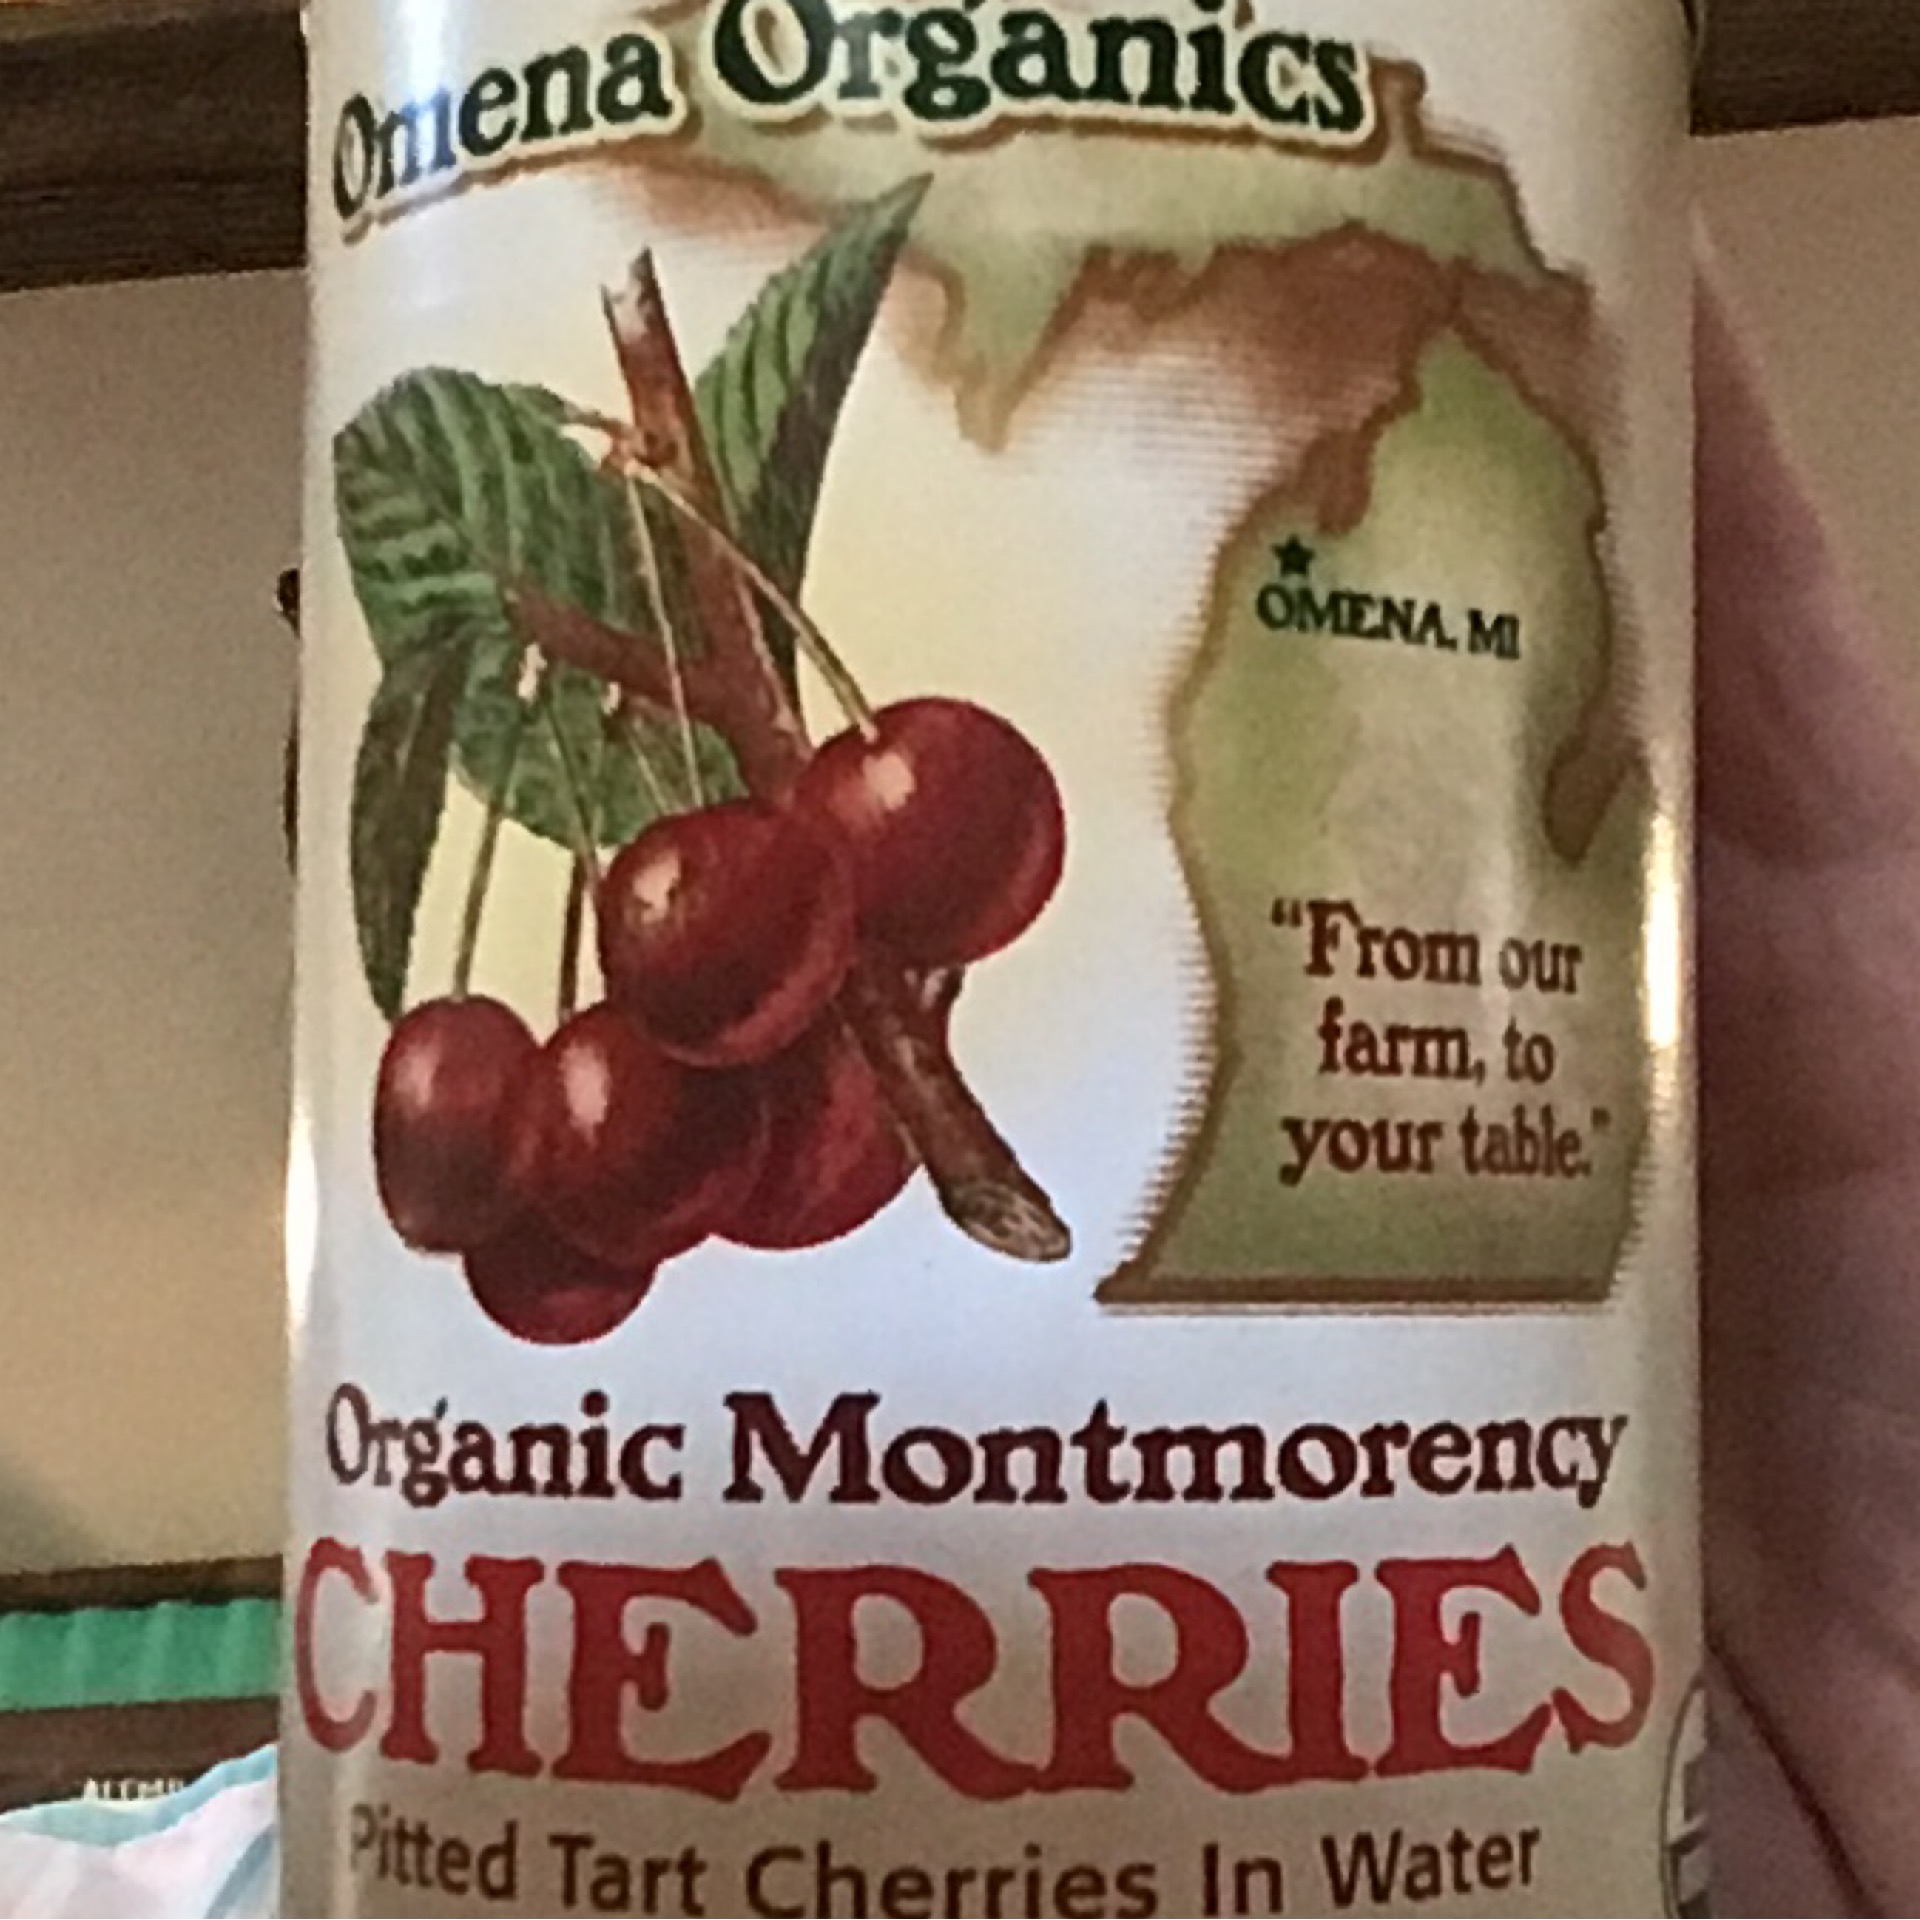 Omena Organics
OMENA, MI
"From our
farm, to
your table."
Organic Montmorency
CHERRIES
Pitted Tart Cherries In Water